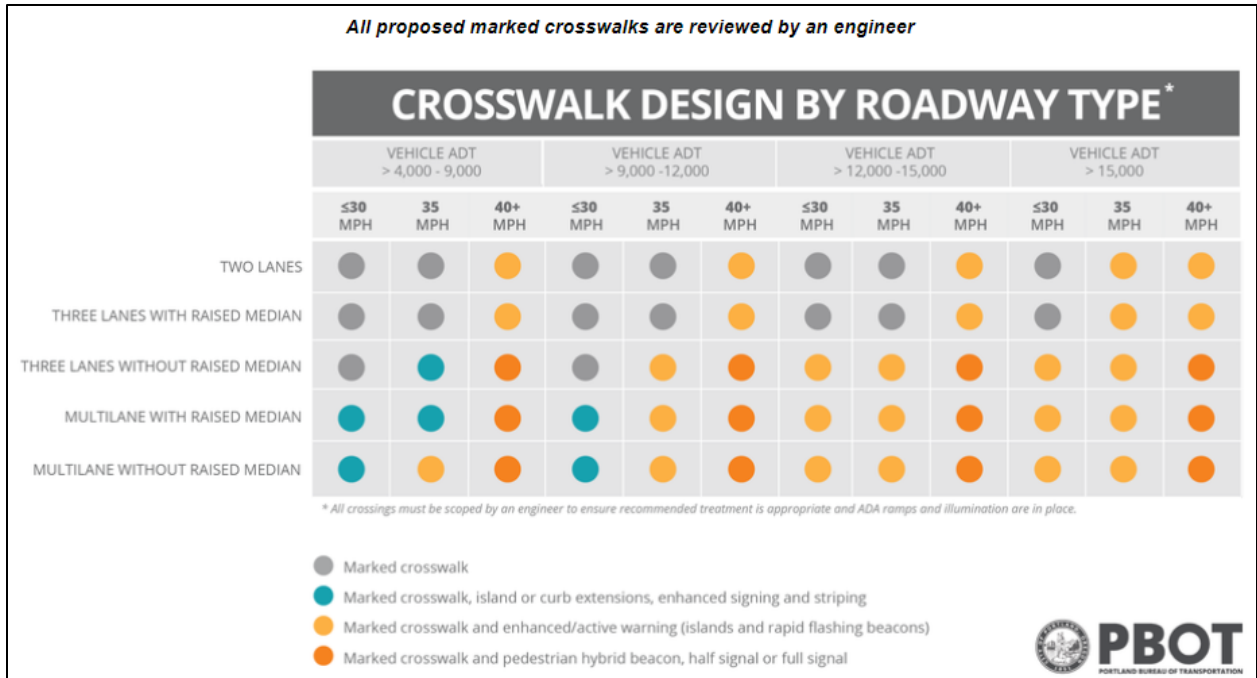 All proposed marked crosswalks are reviewed by an engineer
CROSSWALK DESIGN BY ROADWAY TYPE*
VEHICLE ADT VEHICLE ADT VEHICLE ADT VEHICLE ADT
> 4,000 - 9,000 > 9,000 -12,000 > 12,000 -15,000 > 15,000
≤30 35 40+ ≤30 35 40+ ≤30 35 40+ ≤30 35 40+
MPH MPH MPH MPH MPH MPH MPH MPH MPH MPH MPH MPH
TWO LANES
THREE LANES WITH RAISED MEDIAN
THREE LANES WITHOUT RAISED MEDIAN
MULTILANE WITH RAISED MEDIAN
MULTILANE WITHOUT RAISED MEDIAN
* All crossings must be scoped by an engineer to ensure recommended treatment is appropriate and ADA ramps and illumination are in place.
Marked crosswalk
Marked crosswalk, island or curb extensions, enhanced signing and striping
Marked crosswalk and enhanced/active warning (islands and rapid flashing beacons)
Marked crosswalk and pedestrian hybrid beacon, half signal or full signal
PBOT
PORTLAND BUREAU OF TRANSPORTATION